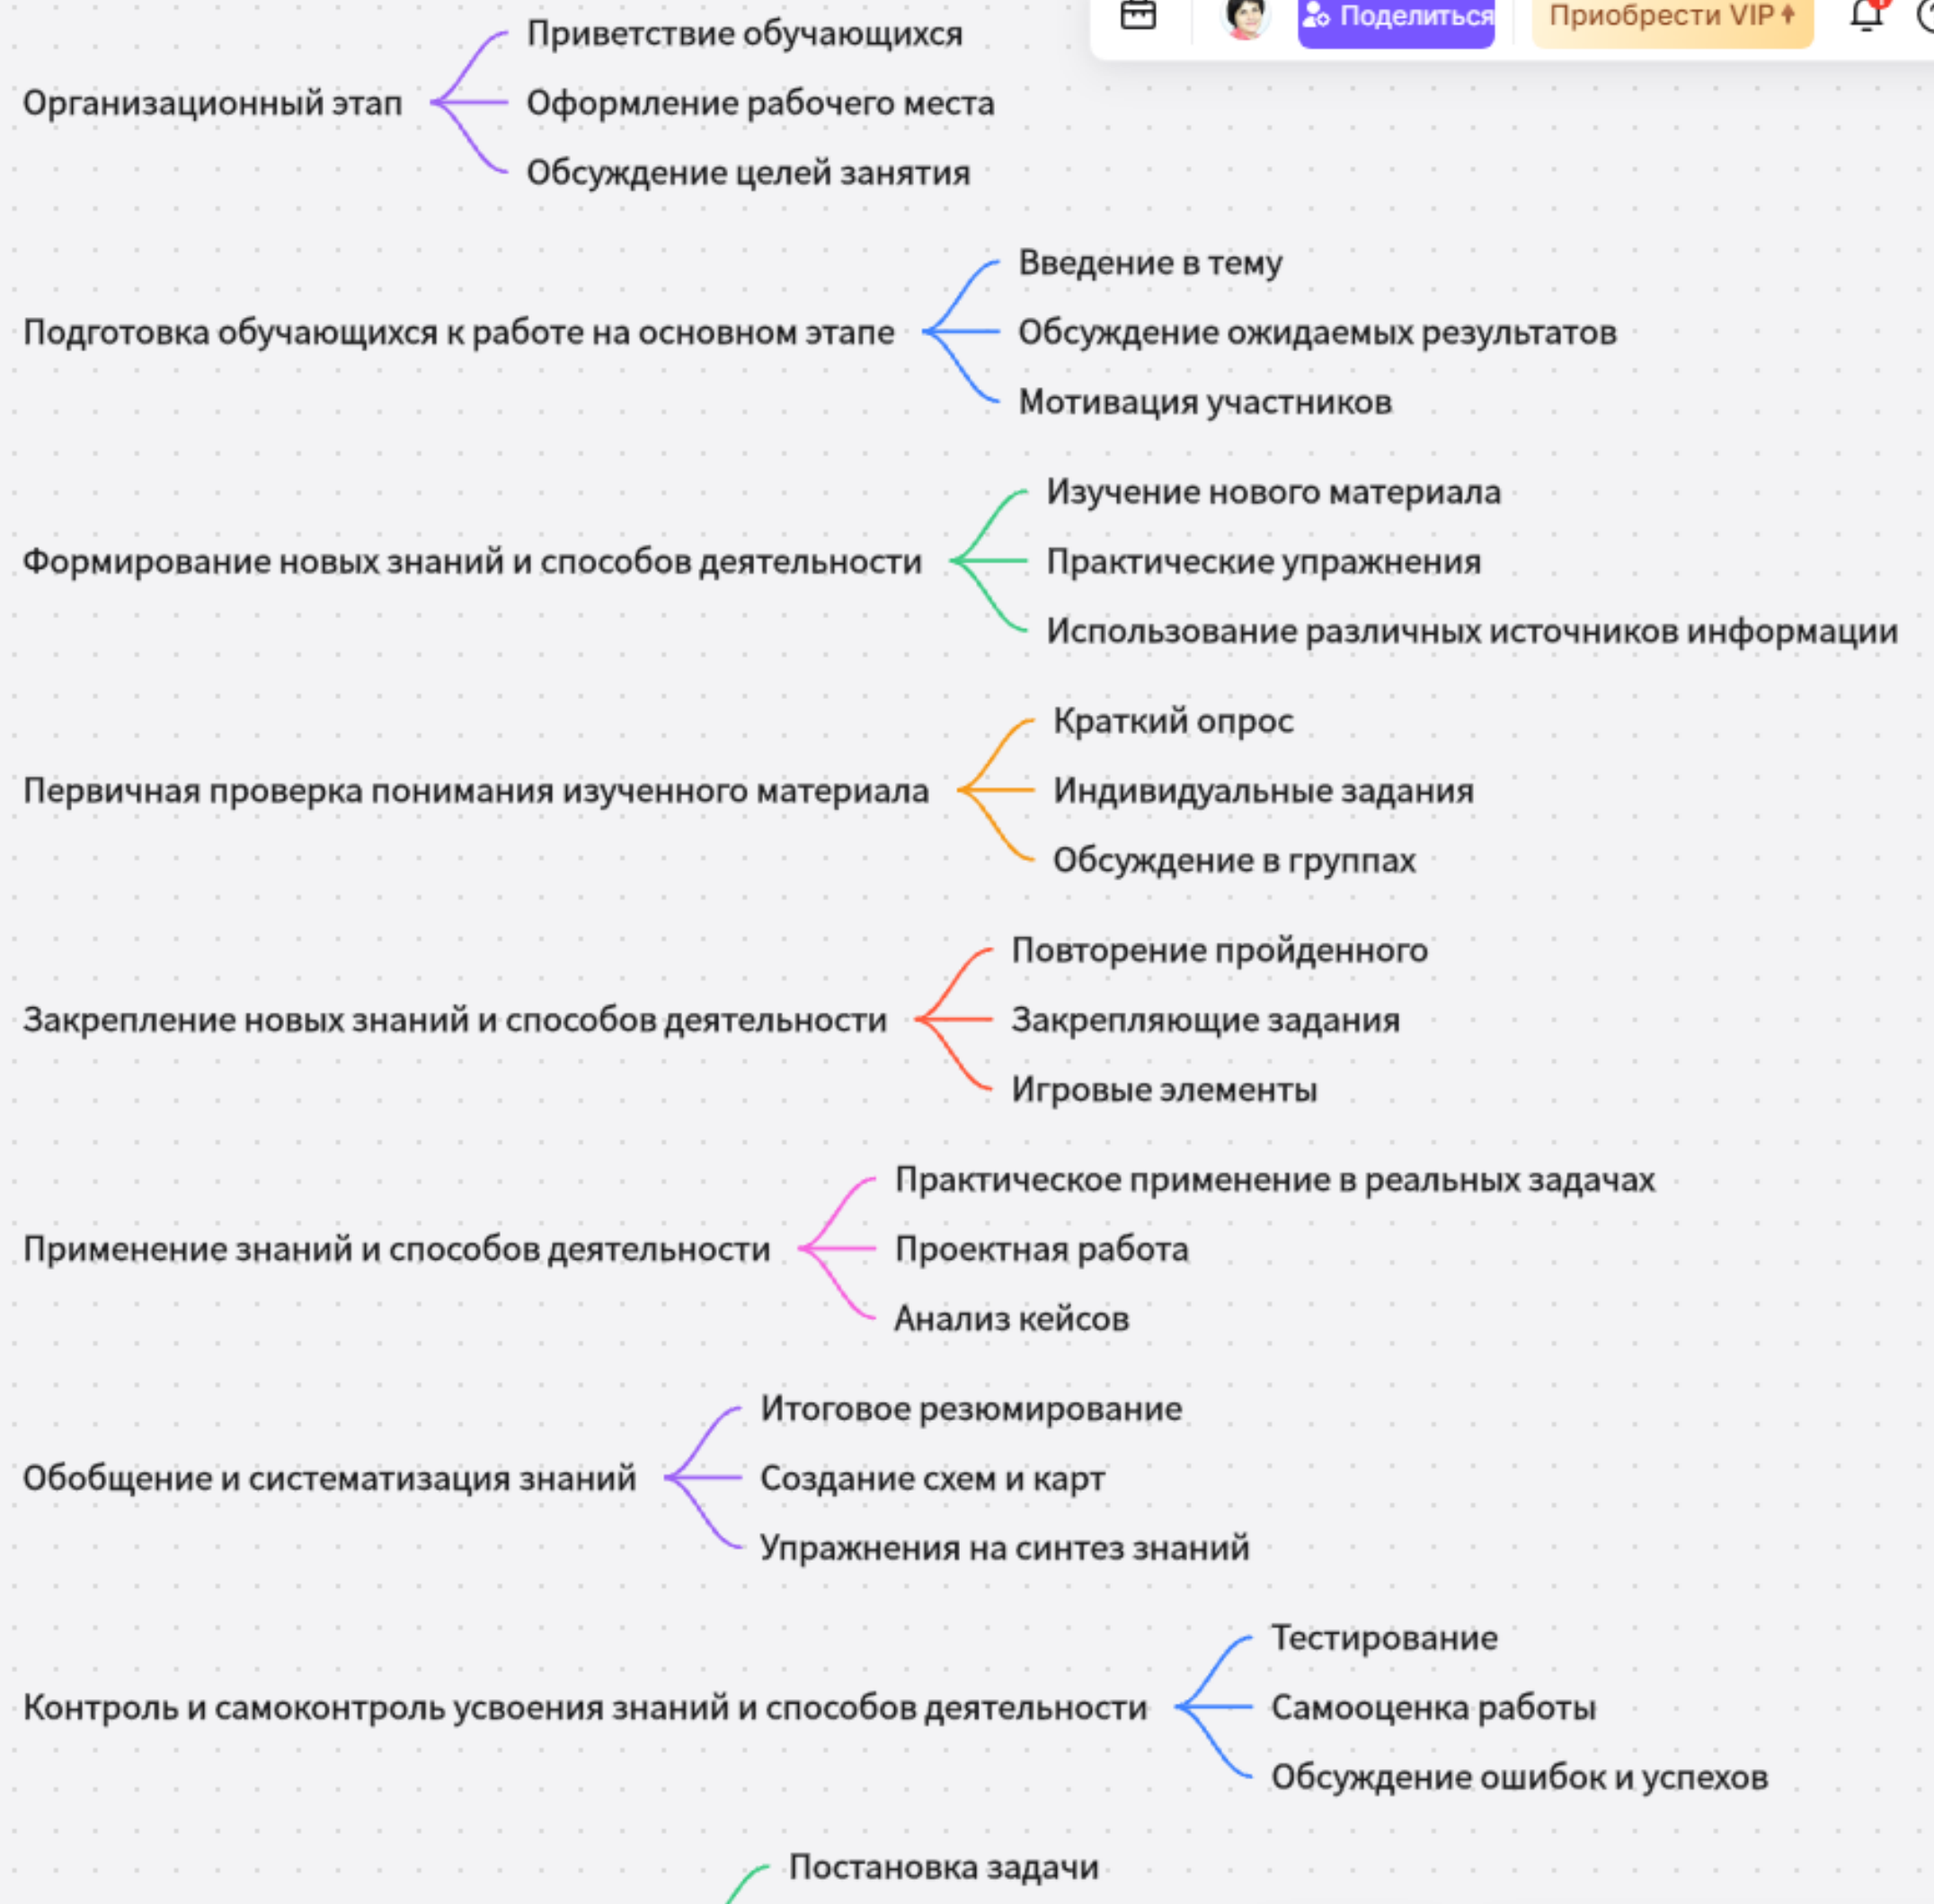 Поделиться
Приобрести VIP
Приветствие обучающихся
Организационный этап
Оформление рабочего места
Обсуждение целей занятия
Введение в тему
Подготовка обучающихся к работе на основном этапе
Обсуждение ожидаемых результатов
Мотивация участников
Изучение нового материала
Формирование новых знаний и способов деятельности
Практические упражнения
Использование различных источников информации
Краткий опрос
Первичная проверка понимания изученного материала
Индивидуальные задания
Обсуждение в группах
Повторение пройденного
Закрепление новых знаний и способов деятельности
Закрепляющие задания
Игровые элементы
Практическое применение в реальных задачах
Применение знаний и способов деятельности
Проектная работа
Анализ кейсов
Итоговое резюмирование
Обобщение и систематизация знаний
Создание схем и карт
Упражнения на синтез знаний
Тестирование
Контроль и самоконтроль усвоения знаний и способов деятельности
Самооценка работы
Обсуждение ошибок и успехов
Постановка задачи